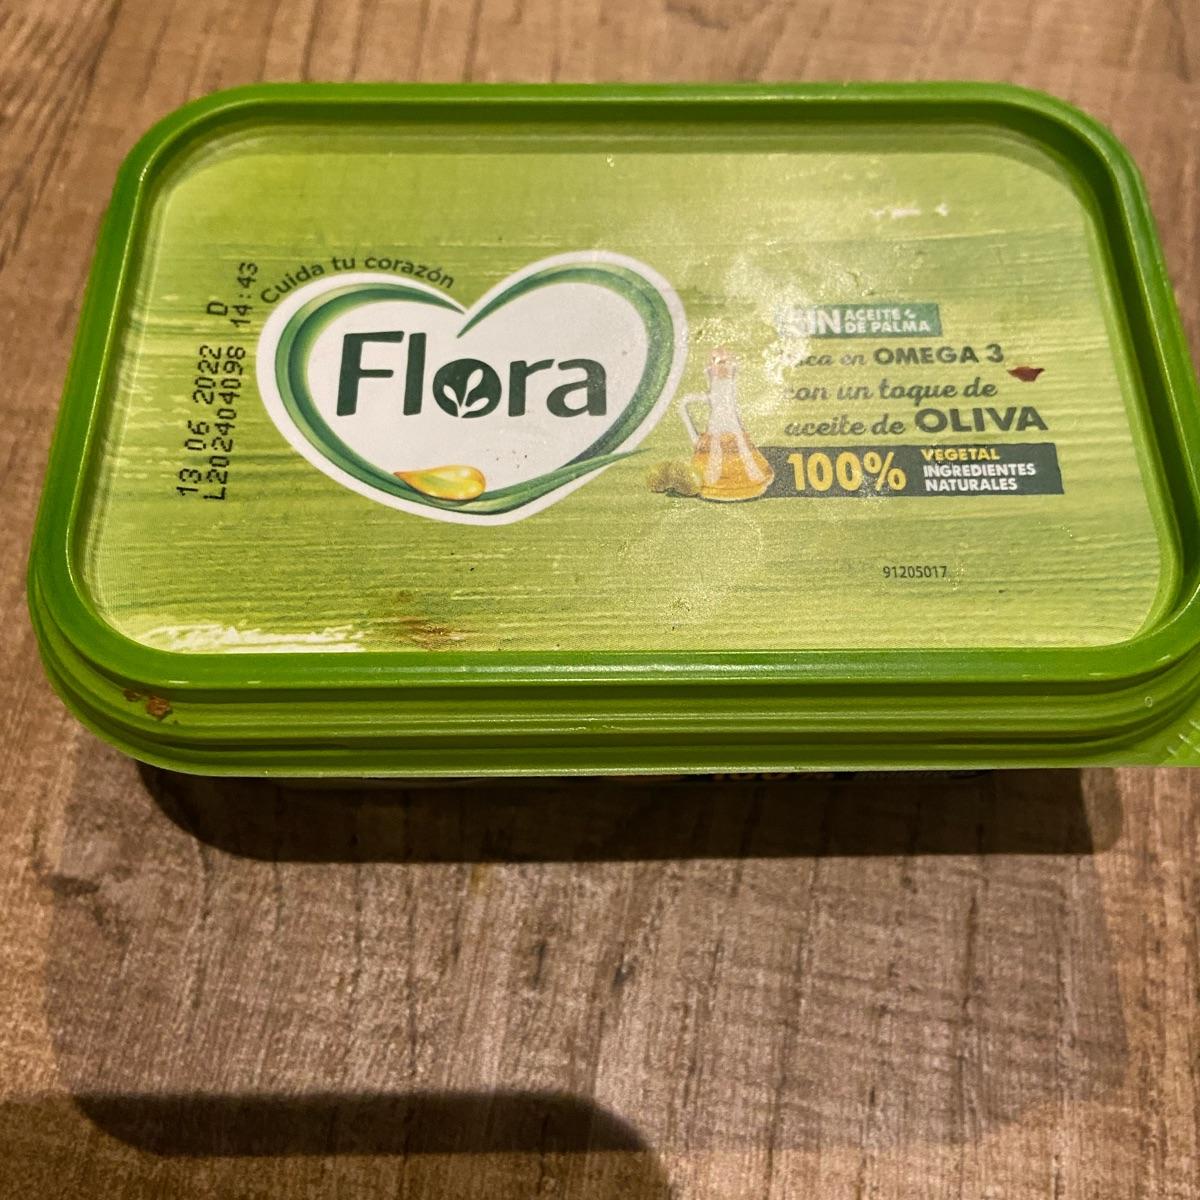 Cuida tu corazón
Flora
13 06 2022 D
L202404096 14:43
ACEITE
DE PALMA
en OMEGA 3
con un toque de
aceite de OLIVA
100%
VEGETAL
INGREDIENTES
NATURALES
91205017